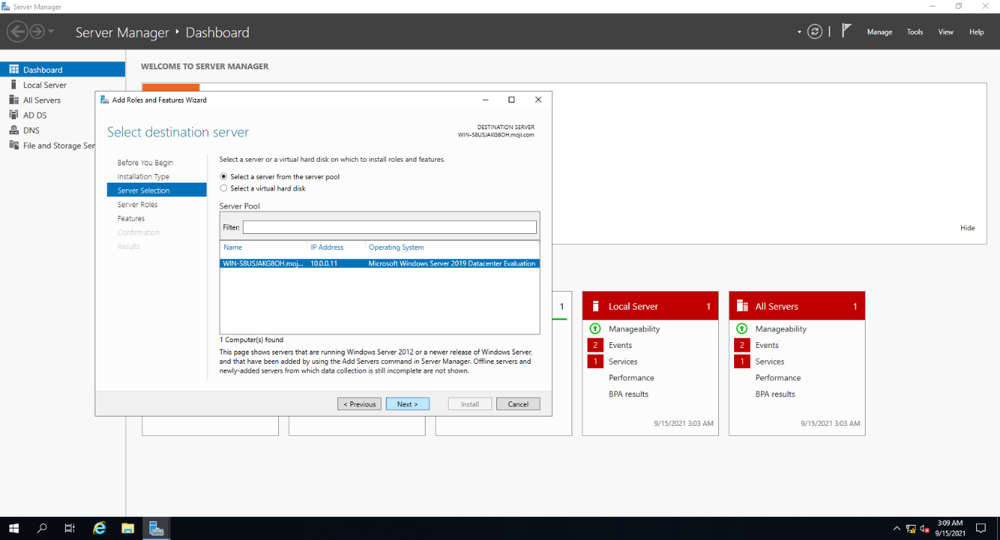 Server Manager
Server Manager • Dashboard
Manage Tools View Help
Dashboard
Local Server
All Servers
AD DS
DNS
File and Storage Ser
WELCOME TO SERVER MANAGER
Hide
Add Roles and Features Wizard
Select destination server
DESTINATION SERVER
WIN-S8USJAKG8OH.moji.com
Before You Begin
Installation Type
Server Selection
Server Roles
Features
Confirmation
Results
Select a server or a virtual hard disk on which to install roles and features.
Select a server from the server pool
Select a virtual hard disk
Server Pool
Filter:
Name IP Address Operating System
WIN-S8USJAKG8OH.moj... 10.0.0.11 Microsoft Windows Server 2019 Datacenter Evaluation
1 Computer(s) found
This page shows servers that are running Windows Server 2012 or a newer release of Windows Server,
and that have been added by using the Add Servers command in Server Manager. Offline servers and
newly-added servers from which data collection is still incomplete are not shown.
< Previous Next > Install Cancel
1
Local Server 1
Manageability
2 Events
1 Services
Performance
BPA results
9/15/2021 3:03 AM
All Servers 1
Manageability
2 Events
1 Services
Performance
BPA results
9/15/2021 3:03 AM
3:09 AM
9/15/2021